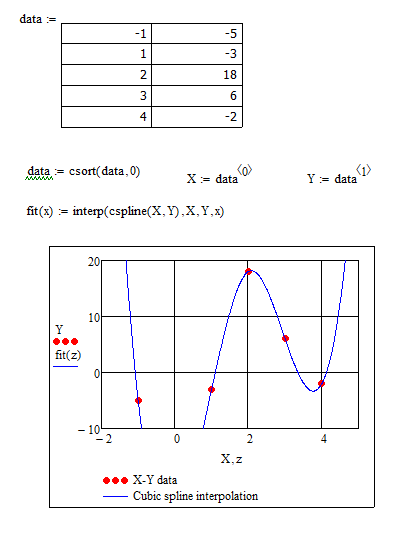 data :=
-1 -5
1 -3
2 18
3 6
4 -2
data := csort(data,0) X := data⟨0⟩ Y := data⟨1⟩
fit(x) := interp(cspline(X,Y),X,Y,x)
20
10
Y
fit(z)
0
−10
−2 0 2 4
X,z
X-Y data
Cubic spline interpolation